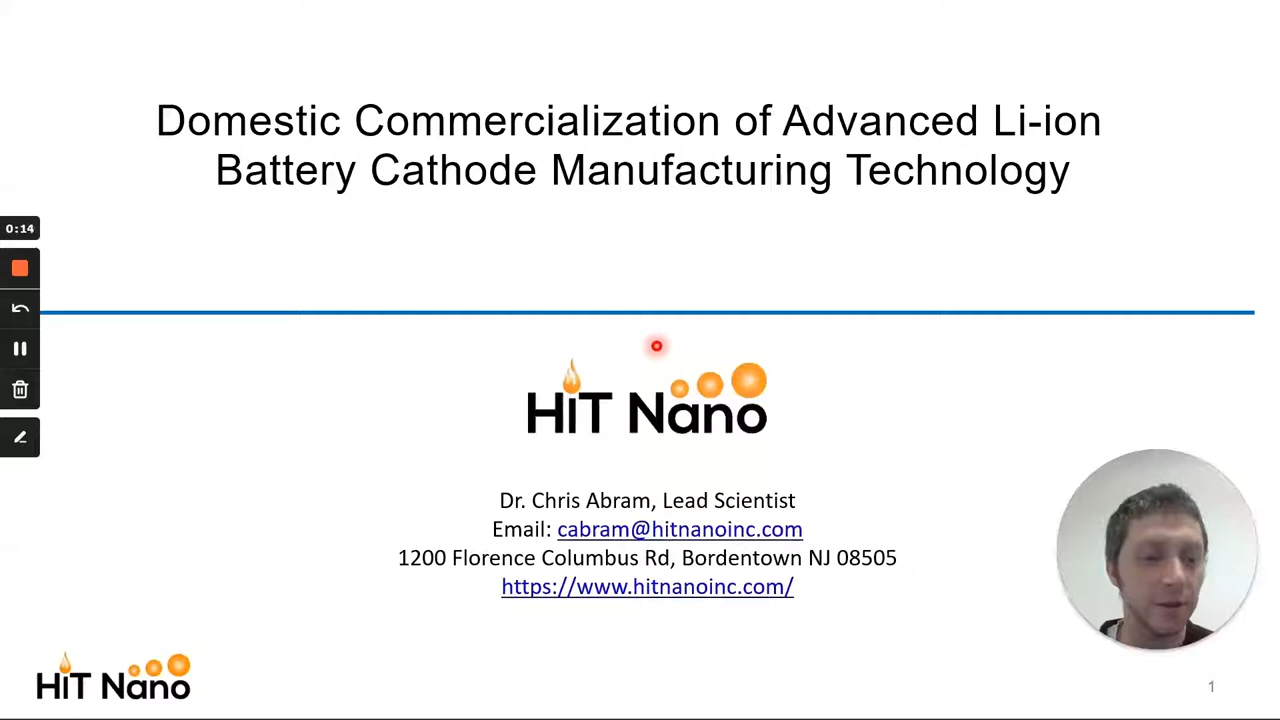 Domestic Commercialization of Advanced Li-ion
Battery Cathode Manufacturing Technology
0:14
HiT Nano
Dr. Chris Abram, Lead Scientist
Email: cabram@hitnanoinc.com
1200 Florence Columbus Rd, Bordentown NJ 08505
https://www.hitnanoinc.com/
HiT Nano
1